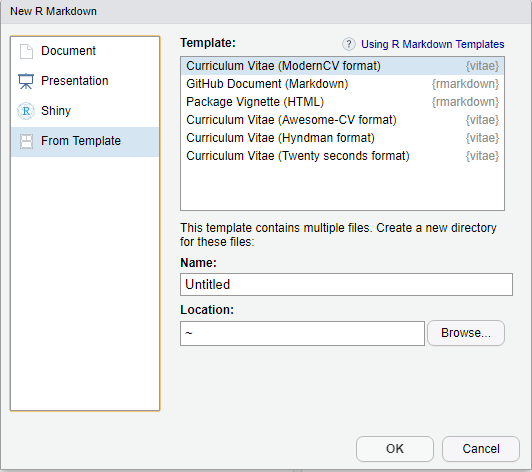 New R Markdown
Document
Presentation
R Shiny
From Template
Template: ? Using R Markdown Templates
Curriculum Vitae (ModernCV format) {vitae}
GitHub Document (Markdown) {rmarkdown}
Package Vignette (HTML) {rmarkdown}
Curriculum Vitae (Awesome-CV format) {vitae}
Curriculum Vitae (Hyndman format) {vitae}
Curriculum Vitae (Twenty seconds format) {vitae}
This template contains multiple files. Create a new directory
for these files:
Name:
Untitled
Location:
~ Browse...
OK Cancel